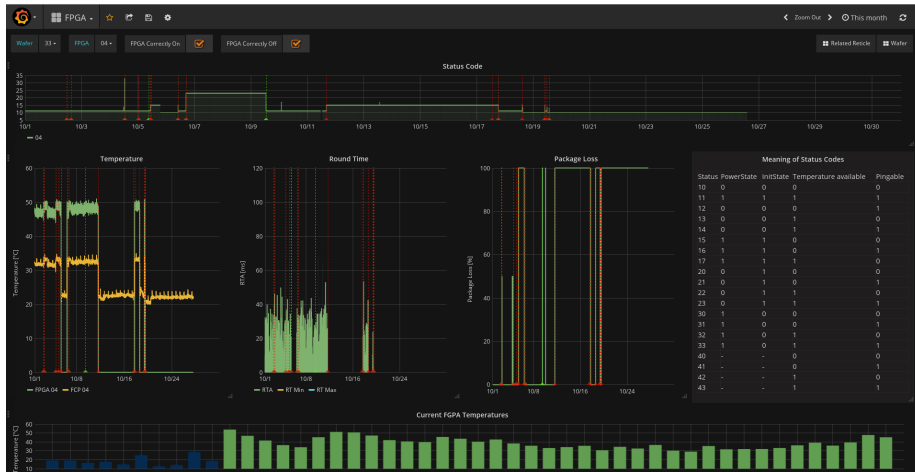 FPGA
Zoom Out
This month
Wafer 33 FPGA 04 FPGA Correctly On FPGA Correctly Off Related Reticle Wafer
Status Code
35
30
25
20
15
10
5
10/1 10/3 10/5 10/7 10/9 10/11 10/13 10/15 10/17 10/19 10/21 10/23 10/25 10/27 10/29 10/30
04
Temperature
Temperature [°C]
60
50
40
30
20
10
0
10/1 10/8 10/16 10/24
FPGA 04 FCP 04
Round Time
RTA [ms]
120
100
80
60
40
20
0
10/1 10/8 10/16 10/24
RTA RT Min RT Max
Package Loss
Package Loss [%]
100
80
60
40
20
0
10/1 10/8 10/16 10/24
Meaning of Status Codes
Status PowerState InitState Temperature available Pingable
10 0 0 0 0
11 1 1 1 1
12 0 0 0 1
13 0 0 1 0
14 0 0 1 1
15 1 1 0 0
16 1 1 0 1
17 1 1 1 0
20 0 1 0 0
21 0 1 0 1
22 0 1 1 0
23 0 1 1 1
30 1 0 0 0
31 1 0 0 1
32 1 0 1 0
33 1 0 1 1
40 - - 0 0
41 - - 0 1
42 - - 1 0
43 - - 1 1
Current FGPA Temperatures
Temperature [°C]
60
50
40
30
20
10